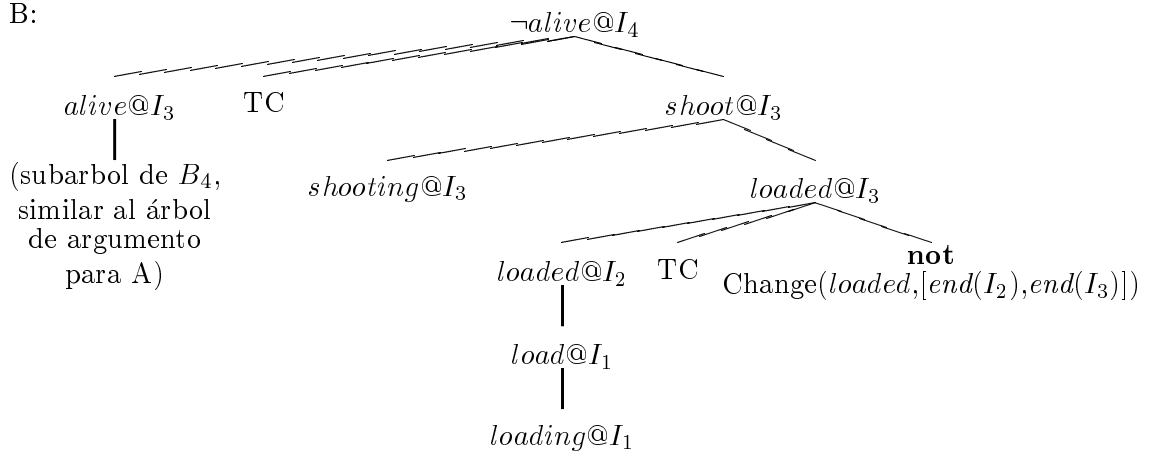 B:
¬alive@I₄
alive@I₃ TC shoot@I₃
(subarbol de B₄,
similar al árbol
de argumento
para A)
shooting@I₃ loaded@I₃
loaded@I₂ TC not
Change(loaded,[end(I₂),end(I₃)])
load@I₁
loading@I₁